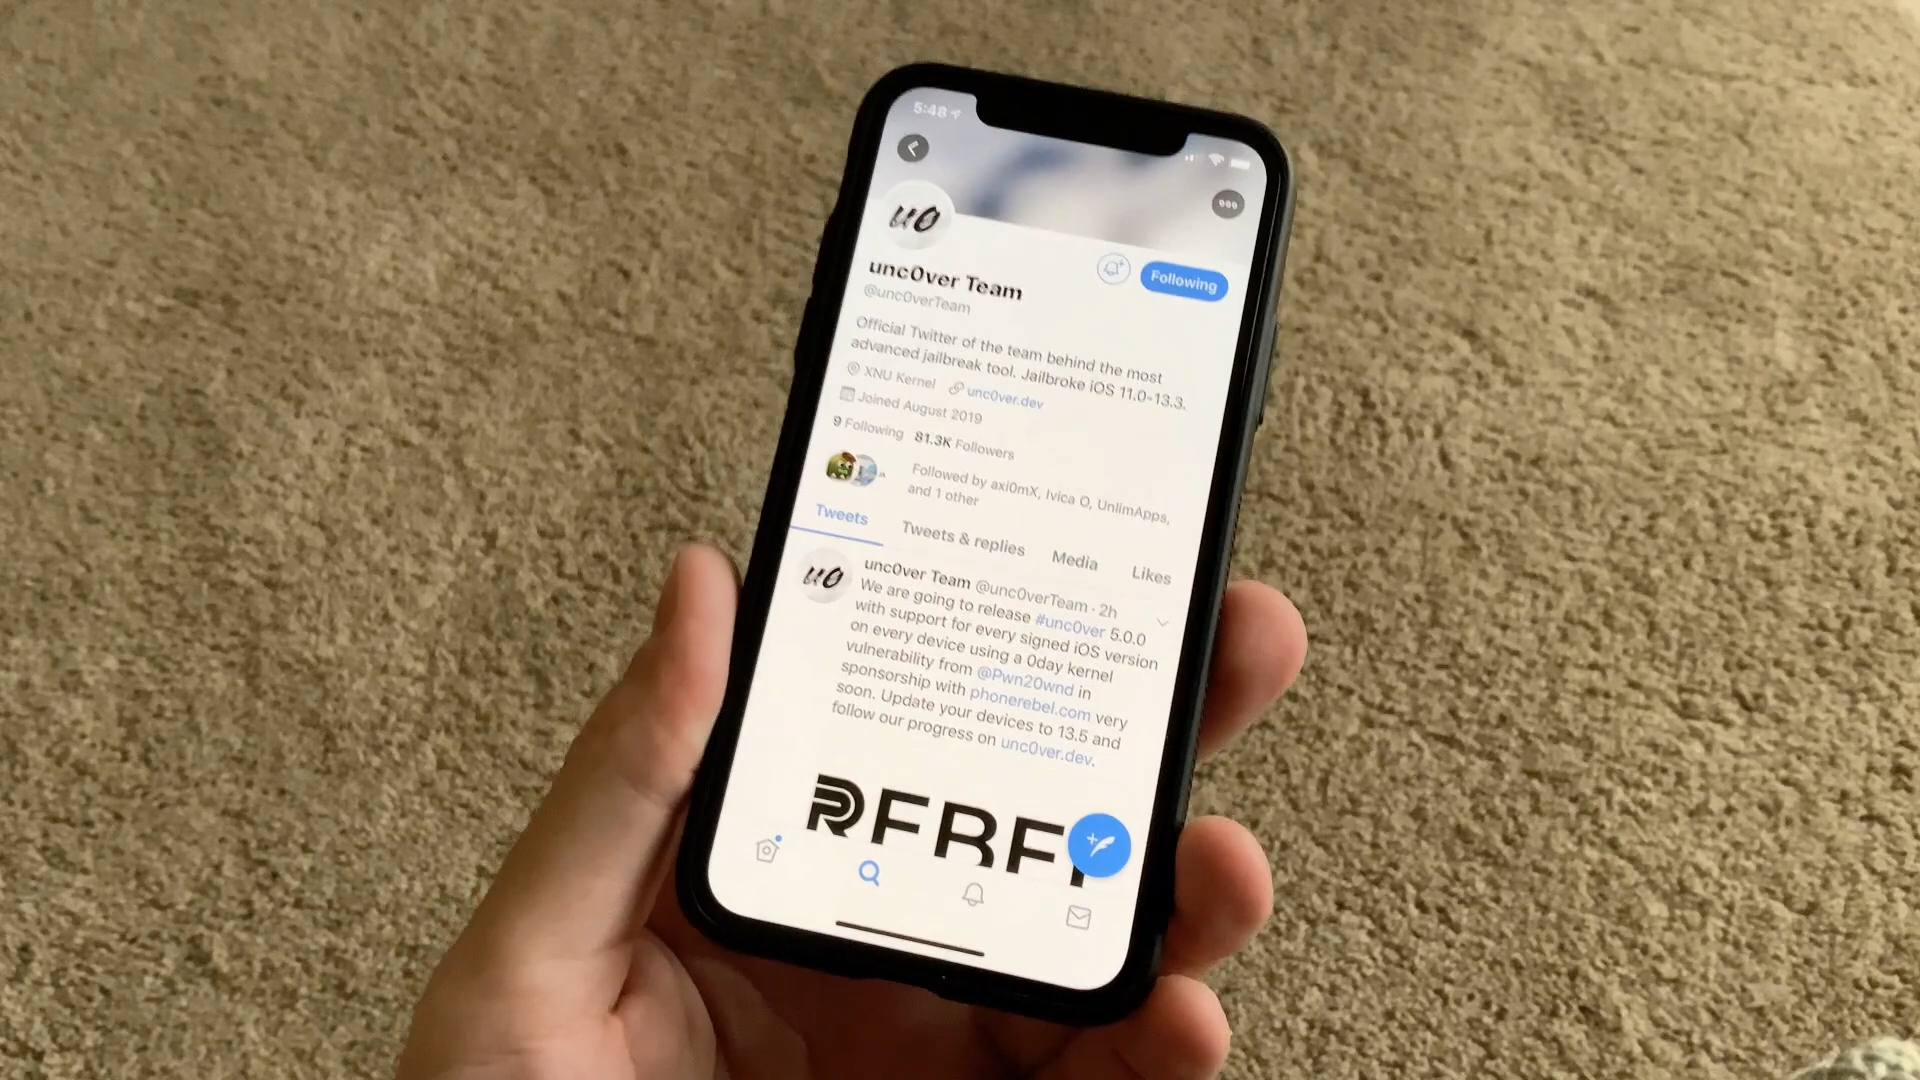 5:48
u0
Following
unc0ver Team
@unc0verTeam
Official Twitter of the team behind the most
advanced jailbreak tool. Jailbroke iOS 11.0-13.3.
XNU Kernel unc0ver.dev
Joined August 2019
9 Following 81.3K Followers
Followed by axi0mX, Ivica O, UnlimApps,
and 1 other
Tweets Tweets & replies Media Likes
u0
unc0ver Team @unc0verTeam · 2h
We are going to release #unc0ver 5.0.0
with support for every signed iOS version
on every device using a 0day kernel
vulnerability from @Pwn20wnd in
sponsorship with phonerebel.com very
soon. Update your devices to 13.5 and
follow our progress on unc0ver.dev.